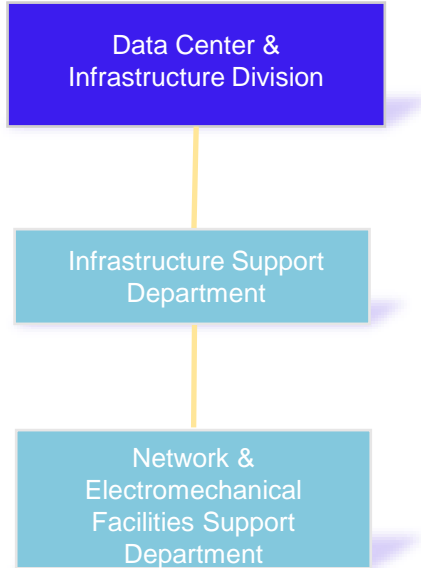 Data Center &
Infrastructure Division
Infrastructure Support
Department
Network &
Electromechanical
Facilities Support
Department